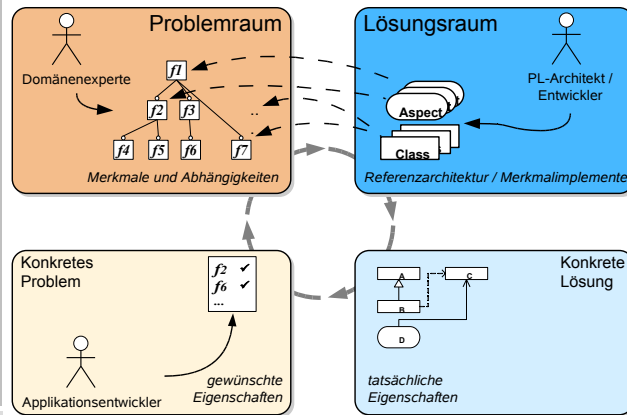 Problemraum
Domänenexperte
f1
f2
f3
..
f4
f5
f6
f7
..
Merkmale und Abhängigkeiten
Lösungsraum
PL-Architekt /
Entwickler
Aspect
Class
Referenzarchitektur / Merkmalimplemente
Konkretes
Problem
f2 ✔
f6 ✔
...
Applikationsentwickler
gewünschte
Eigenschaften
Konkrete
Lösung
A
C
B
D
tatsächliche
Eigenschaften